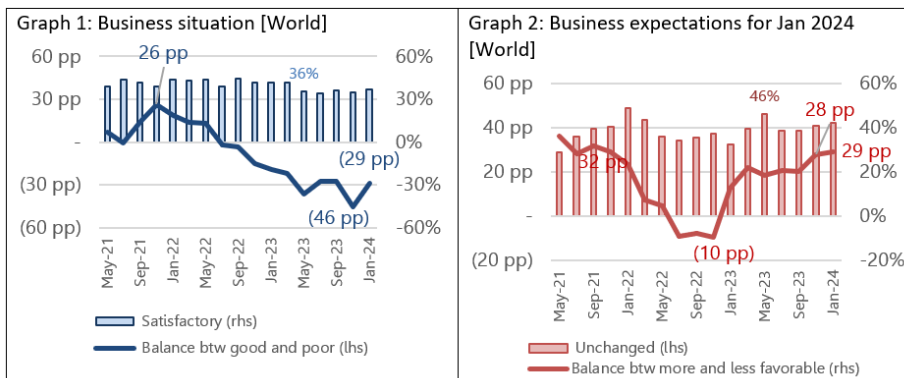 Graph 1: Business situation [World]
60 pp
30 pp
-
(30 pp)
(60 pp)
60%
30%
0%
-30%
-60%
26 pp
36%
(29 pp)
(46 pp)
May-21
Sep-21
Jan-22
May-22
Sep-22
Jan-23
May-23
Sep-23
Jan-24
Satisfactory (rhs)
Balance btw good and poor (lhs)
Graph 2: Business expectations for Jan 2024
[World]
60 pp
40 pp
20 pp
-
(20 pp)
60%
40%
20%
0%
-20%
46%
28 pp
32 pp
29 pp
(10 pp)
May-21
Sep-21
Jan-22
May-22
Sep-22
Jan-23
May-23
Sep-23
Jan-24
Unchanged (lhs)
Balance btw more and less favorable (rhs)